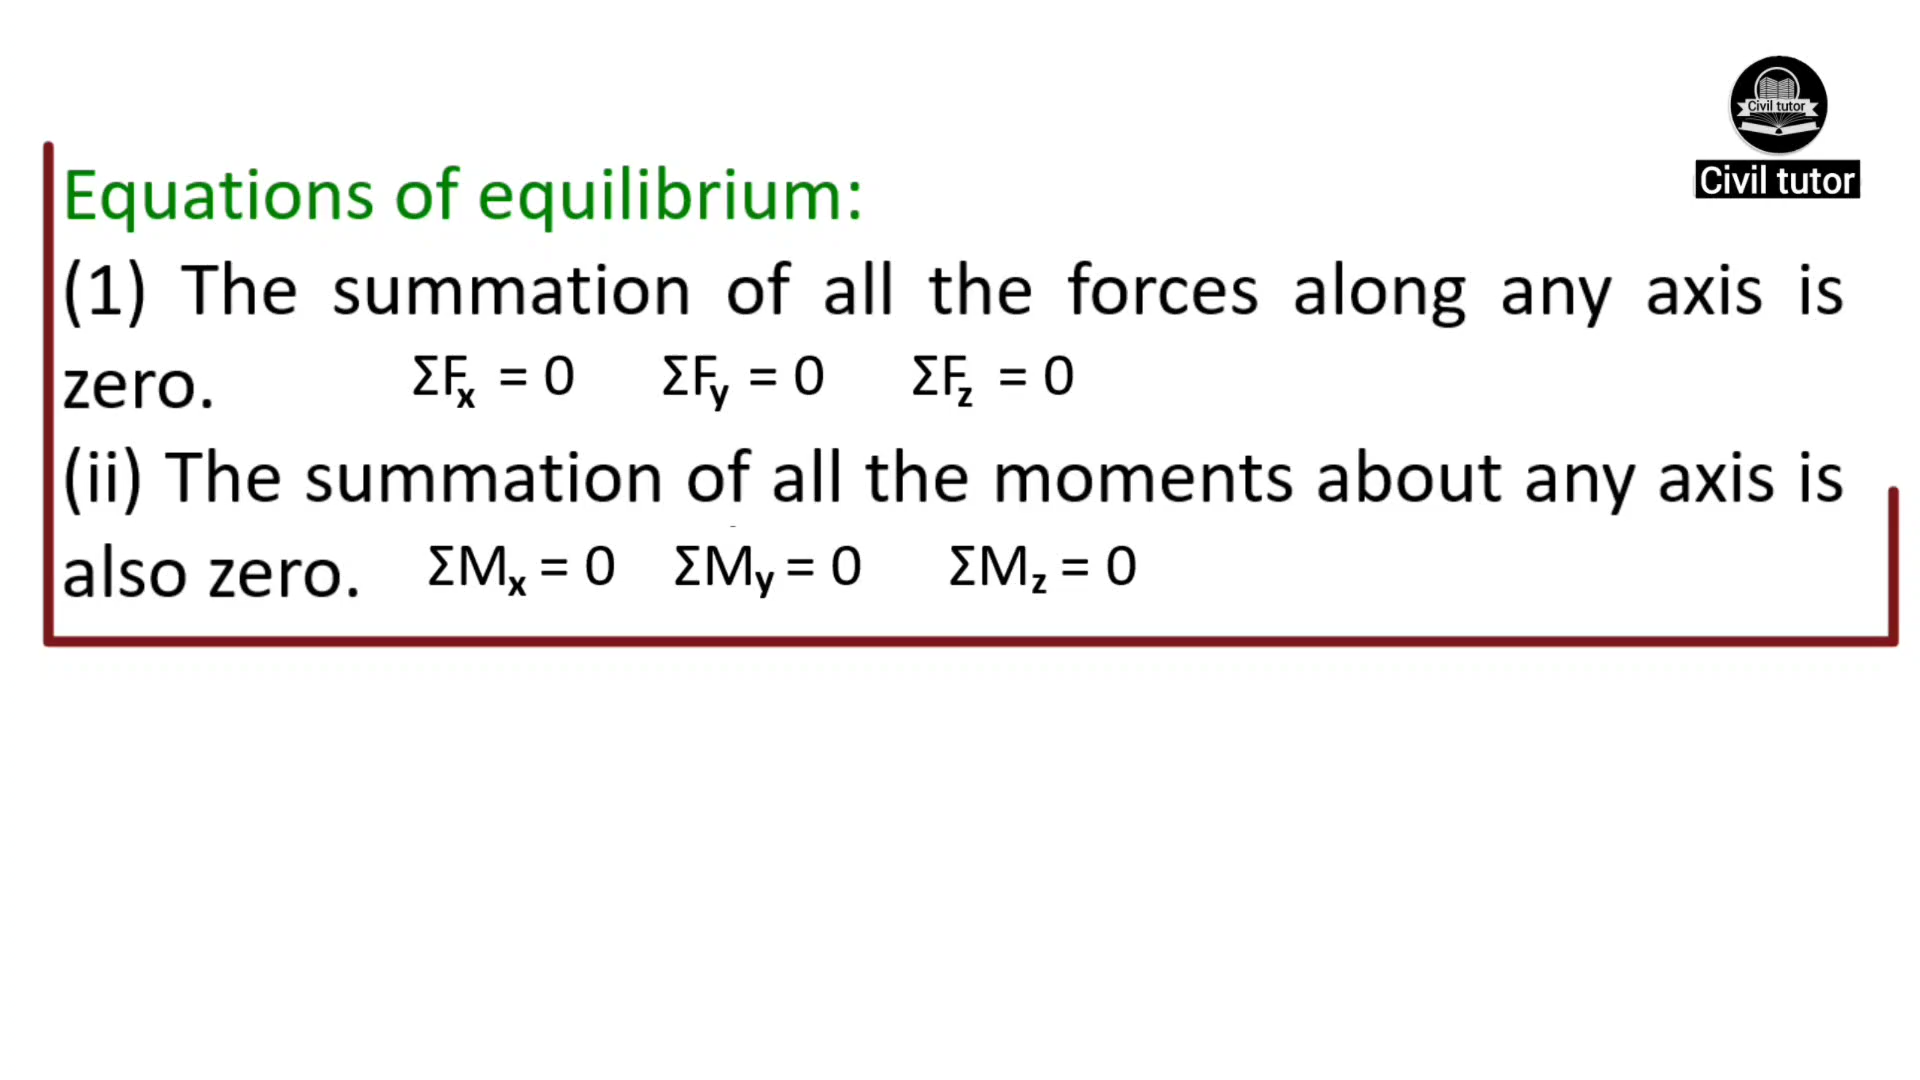 Civil tutor
Civil tutor
Equations of equilibrium:
(1) The summation of all the forces along any axis is
zero. ΣFx = 0 ΣFy = 0 ΣFz = 0
(ii) The summation of all the moments about any axis is
also zero. ΣMx = 0 ΣMy = 0 ΣMz = 0